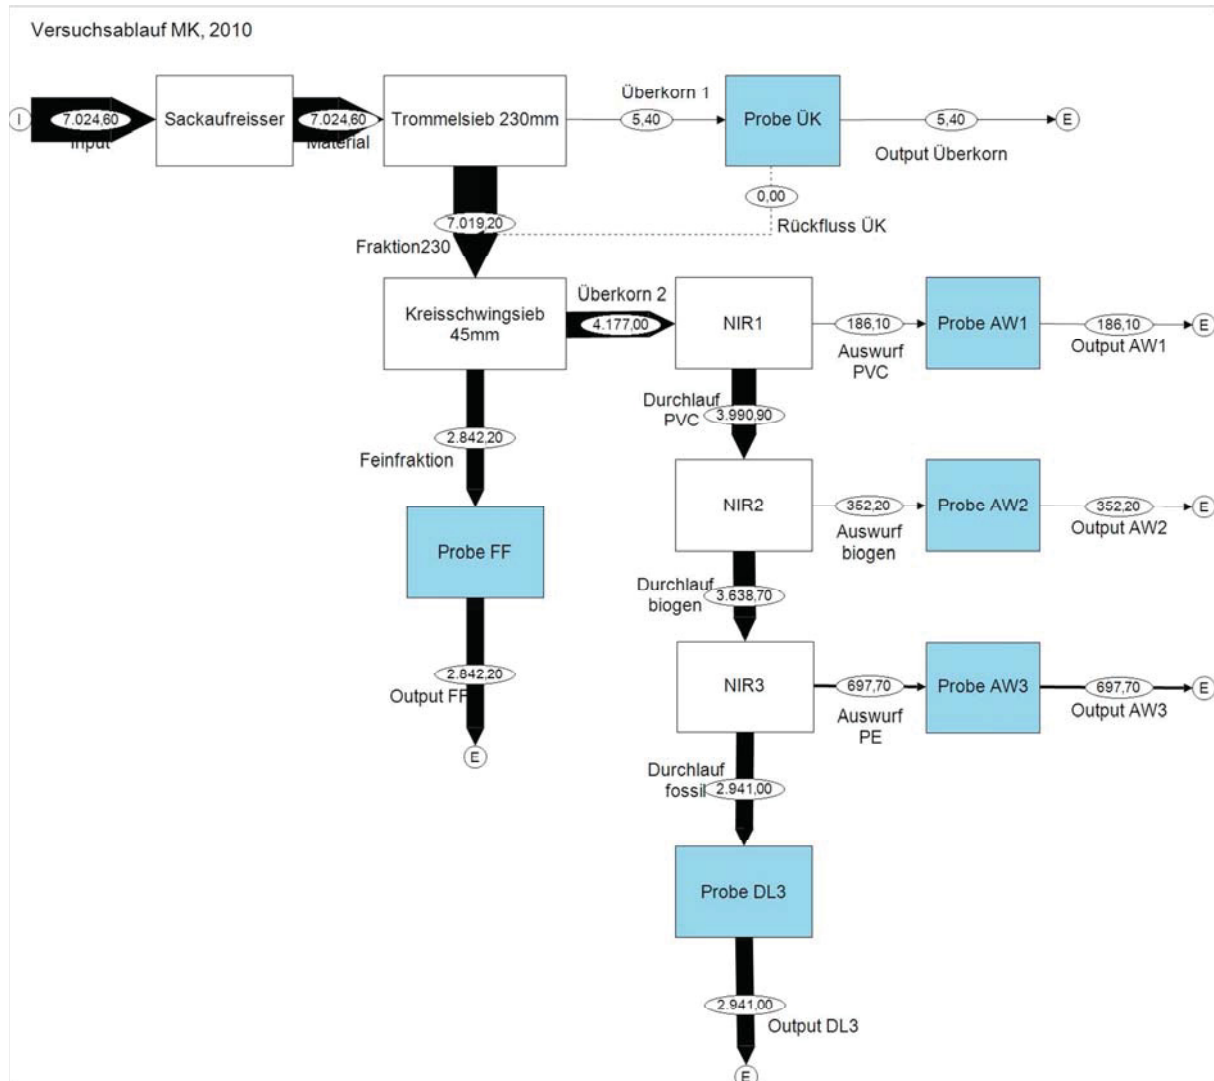 Versuchsablauf MK, 2010
I
7.024,60
Input
Sackaufreisser
7.024,60
Material
Trommelsieb 230mm
Überkorn 1
5,40
Probe ÜK
5,40
Output Überkorn
E
0,00
Rückfluss ÜK
7.019,20
Fraktion230
Kreisschwingsieb
45mm
Überkorn 2
4.177,00
NIR1
186,10
Auswurf
PVC
Probe AW1
186,10
Output AW1
E
Durchlauf
PVC
3.990,90
2.842,20
Feinfraktion
NIR2
352,20
Auswurf
biogen
Probe AW2
352,20
Output AW2
E
Probe FF
Durchlauf
biogen
3.638,70
2.842,20
Output FF
E
NIR3
697,70
Auswurf
PE
Probe AW3
697,70
Output AW3
E
Durchlauf
fossil
2.941,00
Probe DL3
2.941,00
Output DL3
E